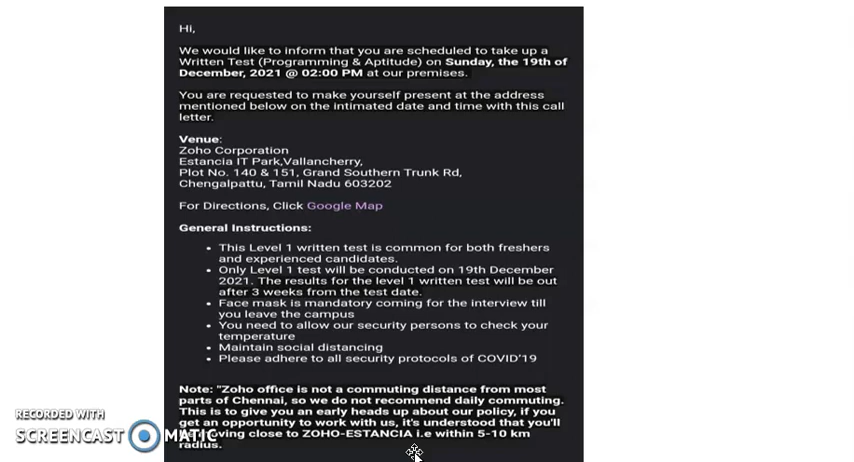 Hi,
We would like to inform that you are scheduled to take up a
Written Test (Programming & Aptitude) on Sunday, the 19th of
December, 2021 @ 02:00 PM at our premises.
You are requested to make yourself present at the address
mentioned below on the intimated date and time with this call
letter.
Venue:
Zoho Corporation
Estancia IT Park,Vallancherry,
Plot No. 140 & 151, Grand Southern Trunk Rd,
Chengalpattu, Tamil Nadu 603202
For Directions, Click Google Map
General Instructions:
• This Level 1 written test is common for both freshers
and experienced candidates.
• Only Level 1 test will be conducted on 19th December
2021. The results for the level 1 written test will be out
after 3 weeks from the test date.
• Face mask is mandatory coming for the interview till
you leave the campus
• You need to allow our security persons to check your
temperature
• Maintain social distancing
• Please adhere to all security protocols of COVID'19
Note: "Zoho office is not a commuting distance from most
parts of Chennai, so we do not recommend daily commuting.
This is to give you an early heads up about our policy, if you
get an opportunity to work with us, it's understood that you'll
close to ZOHO-ESTANCIA i.e within 5-10 km
radius.
RECORDED WITH
SCREENCAST MATIC